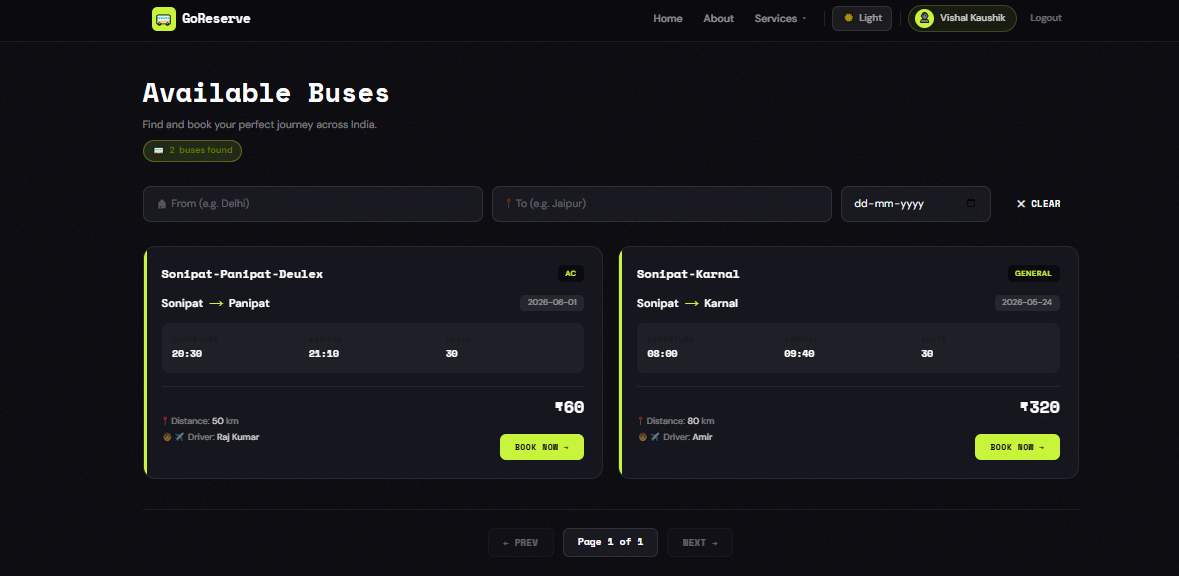 GoReserve
Home About Services Light Vishal Kaushik Logout
Available Buses
Find and book your perfect journey across India.
2 buses found
From (e.g. Delhi) To (e.g. Jaipur) dd-mm-yyyy × CLEAR
Sonipat-Panipat-Deulex AC
Sonipat → Panipat 2026-06-01
20:30 21:10 30
₹60
Distance: 50 km
Driver: Raj Kumar
BOOK NOW →
Sonipat-Karnal GENERAL
Sonipat → Karnal 2026-05-24
08:00 09:40 30
₹320
Distance: 80 km
Driver: Amir
BOOK NOW →
← PREV Page 1 of 1 NEXT →